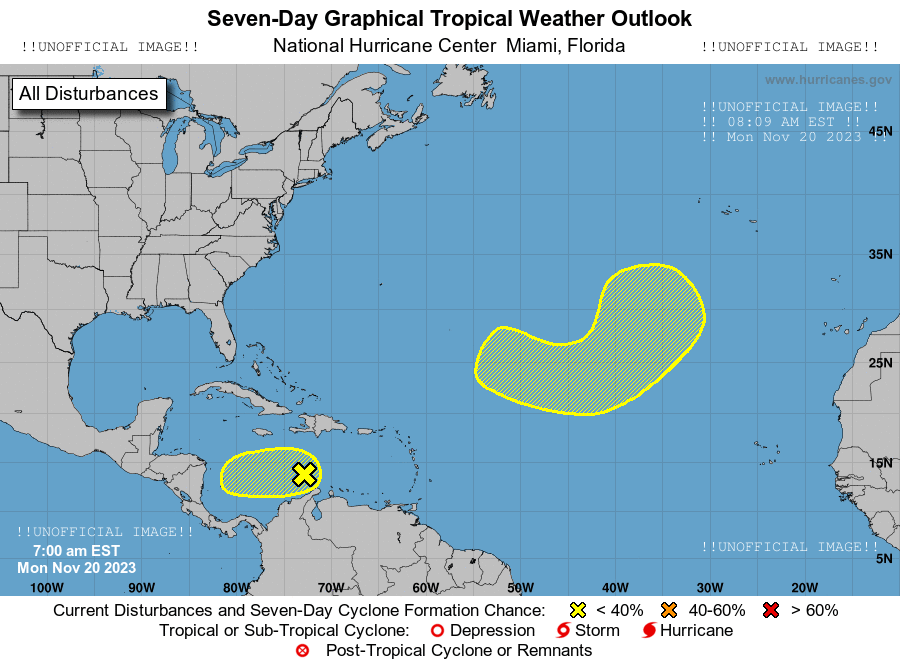 Seven-Day Graphical Tropical Weather Outlook
!!UNOFFICIAL IMAGE!! National Hurricane Center Miami, Florida !!UNOFFICIAL IMAGE!!
www.hurricanes.gov
All Disturbances
!!UNOFFICIAL IMAGE!!
!! 08:09 AM EST !!
!! Mon Nov 20 2023 !!
45N
35N
25N
15N
!!UNOFFICIAL IMAGE!!
7:00 am EST
!!UNOFFICIAL IMAGE!!
5N
Mon Nov 20 2023
100W 90W 80W 70W 60W 50W 40W 30W 20W
Current Disturbances and Seven-Day Cyclone Formation Chance: < 40% 40-60% > 60%
Tropical or Sub-Tropical Cyclone: Depression Storm Hurricane
Post-Tropical Cyclone or Remnants